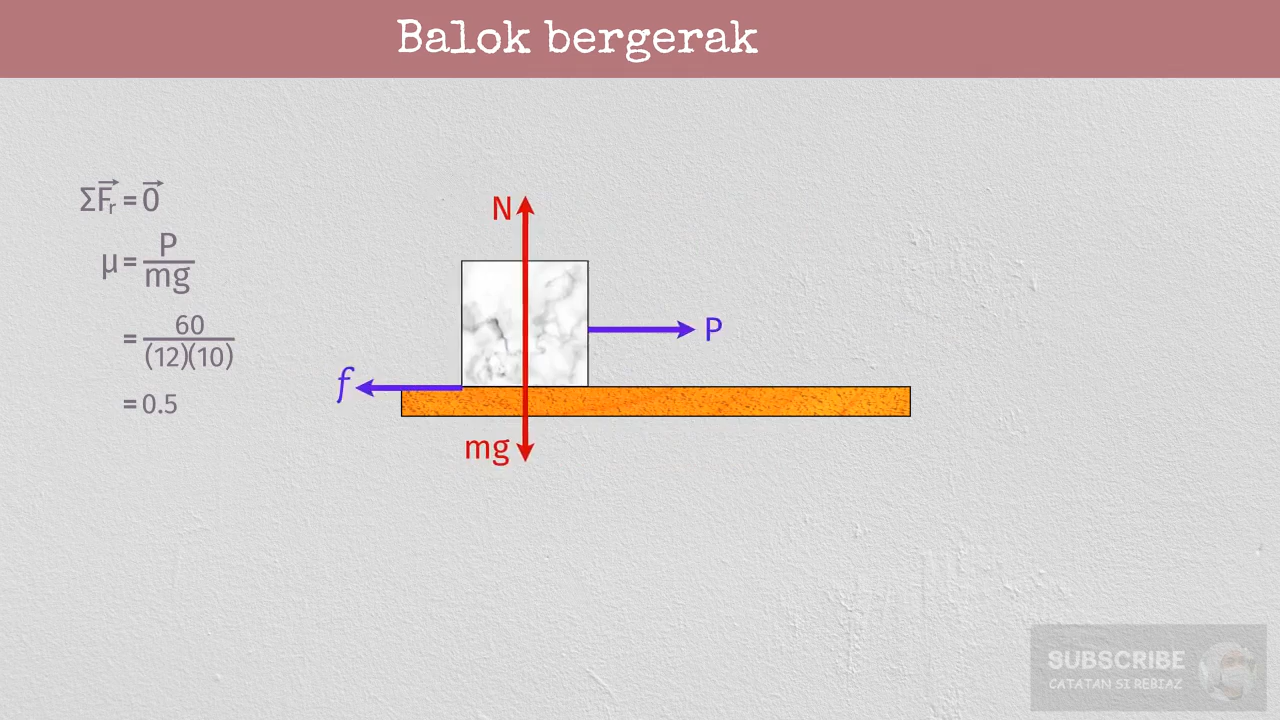 Balok bergerak
ΣF⃗r = 0⃗
μ = P/mg
= 60/(12)(10)
= 0.5
N
P
f
mg
SUBSCRIBE
CATATAN SI REBIAZ